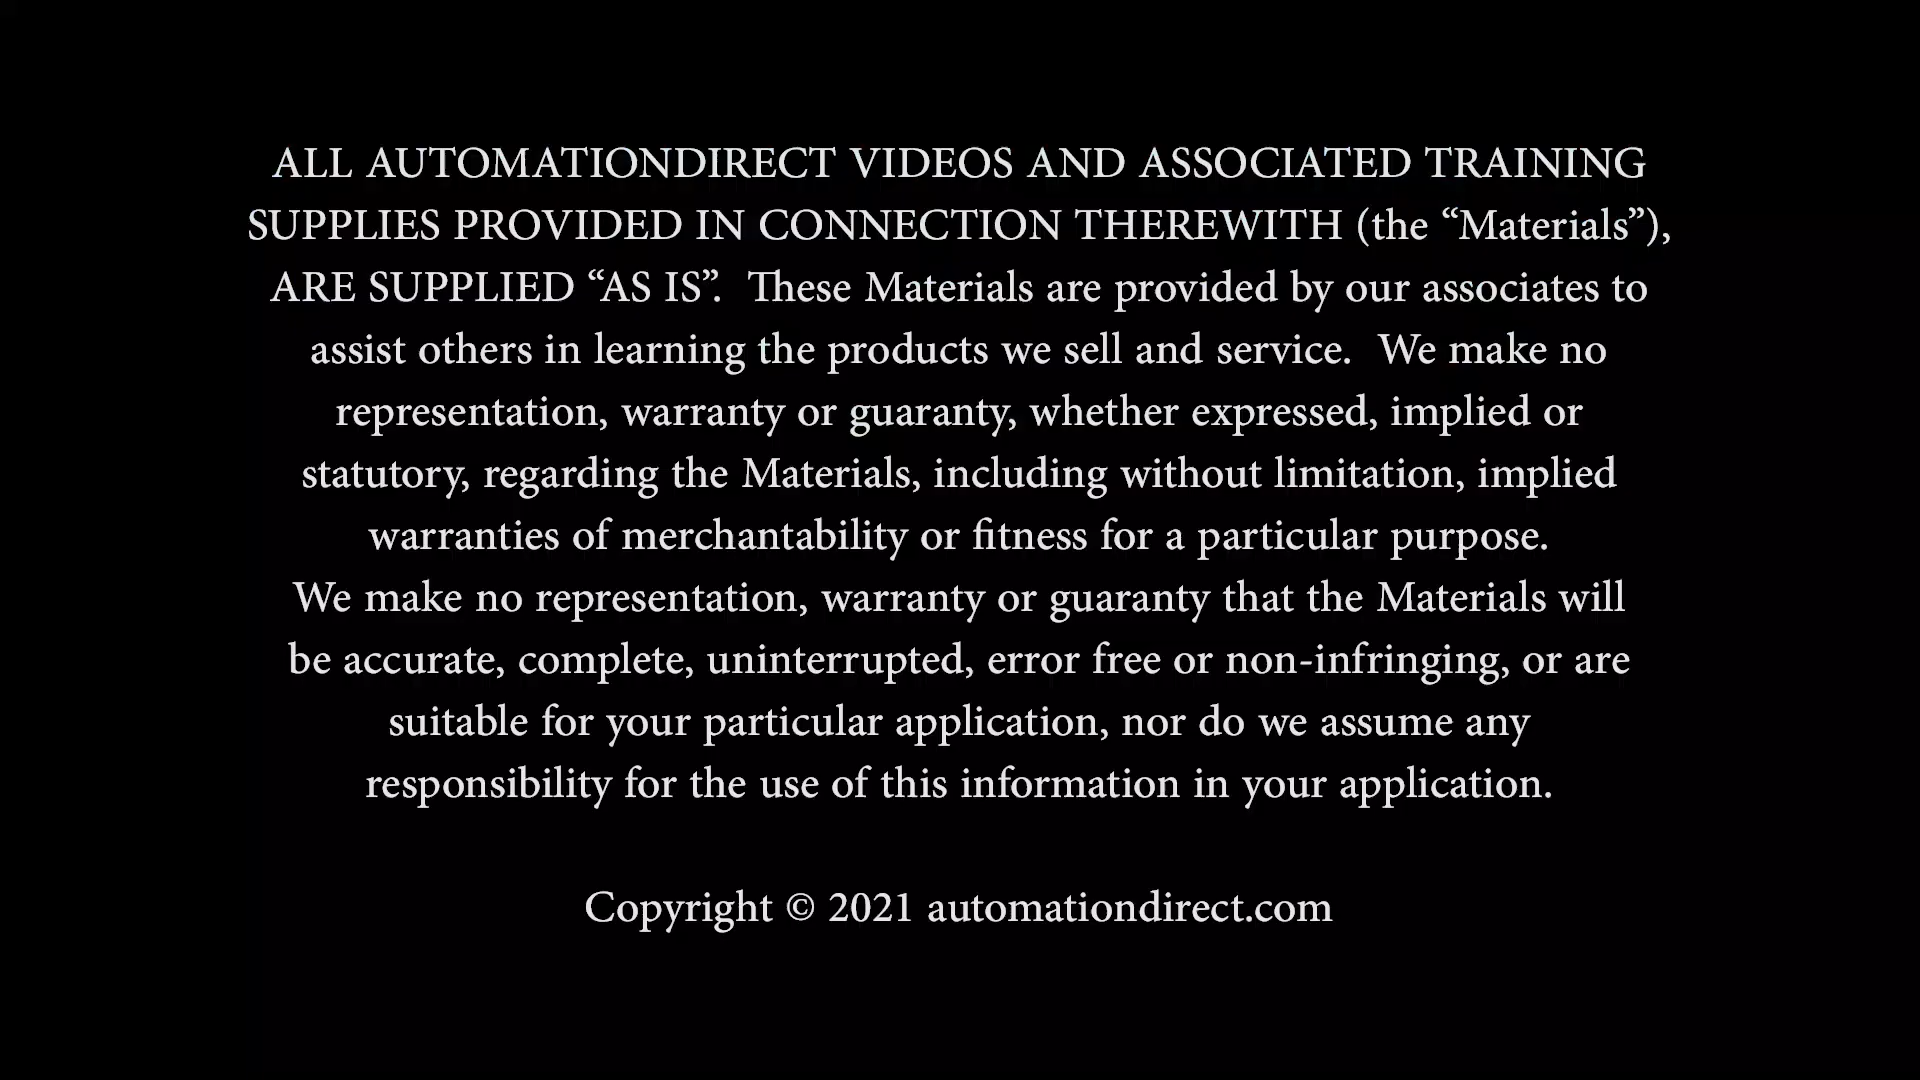 ALL AUTOMATIONDIRECT VIDEOS AND ASSOCIATED TRAINING
SUPPLIES PROVIDED IN CONNECTION THEREWITH (the “Materials”),
ARE SUPPLIED “AS IS”.  These Materials are provided by our associates to
assist others in learning the products we sell and service.  We make no
representation, warranty or guaranty, whether expressed, implied or
statutory, regarding the Materials, including without limitation, implied
warranties of merchantability or fitness for a particular purpose.
We make no representation, warranty or guaranty that the Materials will
be accurate, complete, uninterrupted, error free or non-infringing, or are
suitable for your particular application, nor do we assume any
responsibility for the use of this information in your application.
Copyright © 2021 automationdirect.com